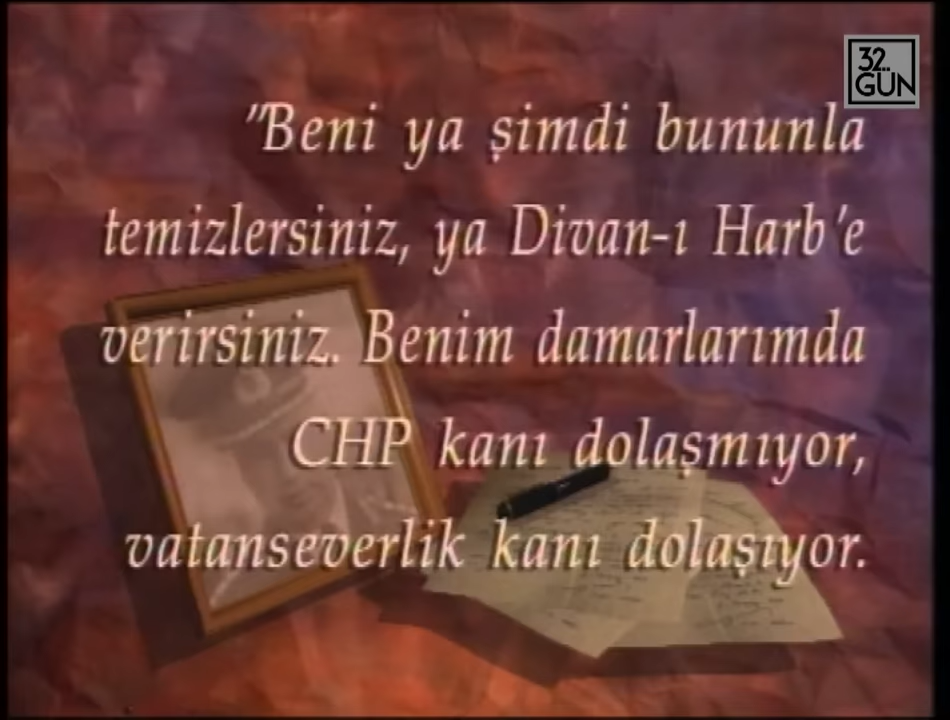 32.
GÜN
"Beni ya şimdi bununla
temizlersiniz, ya Divan-ı Harb'e
verirsiniz. Benim damarlarımda
CHP kanı dolaşmıyor,
vatanseverlik kanı dolaşıyor.